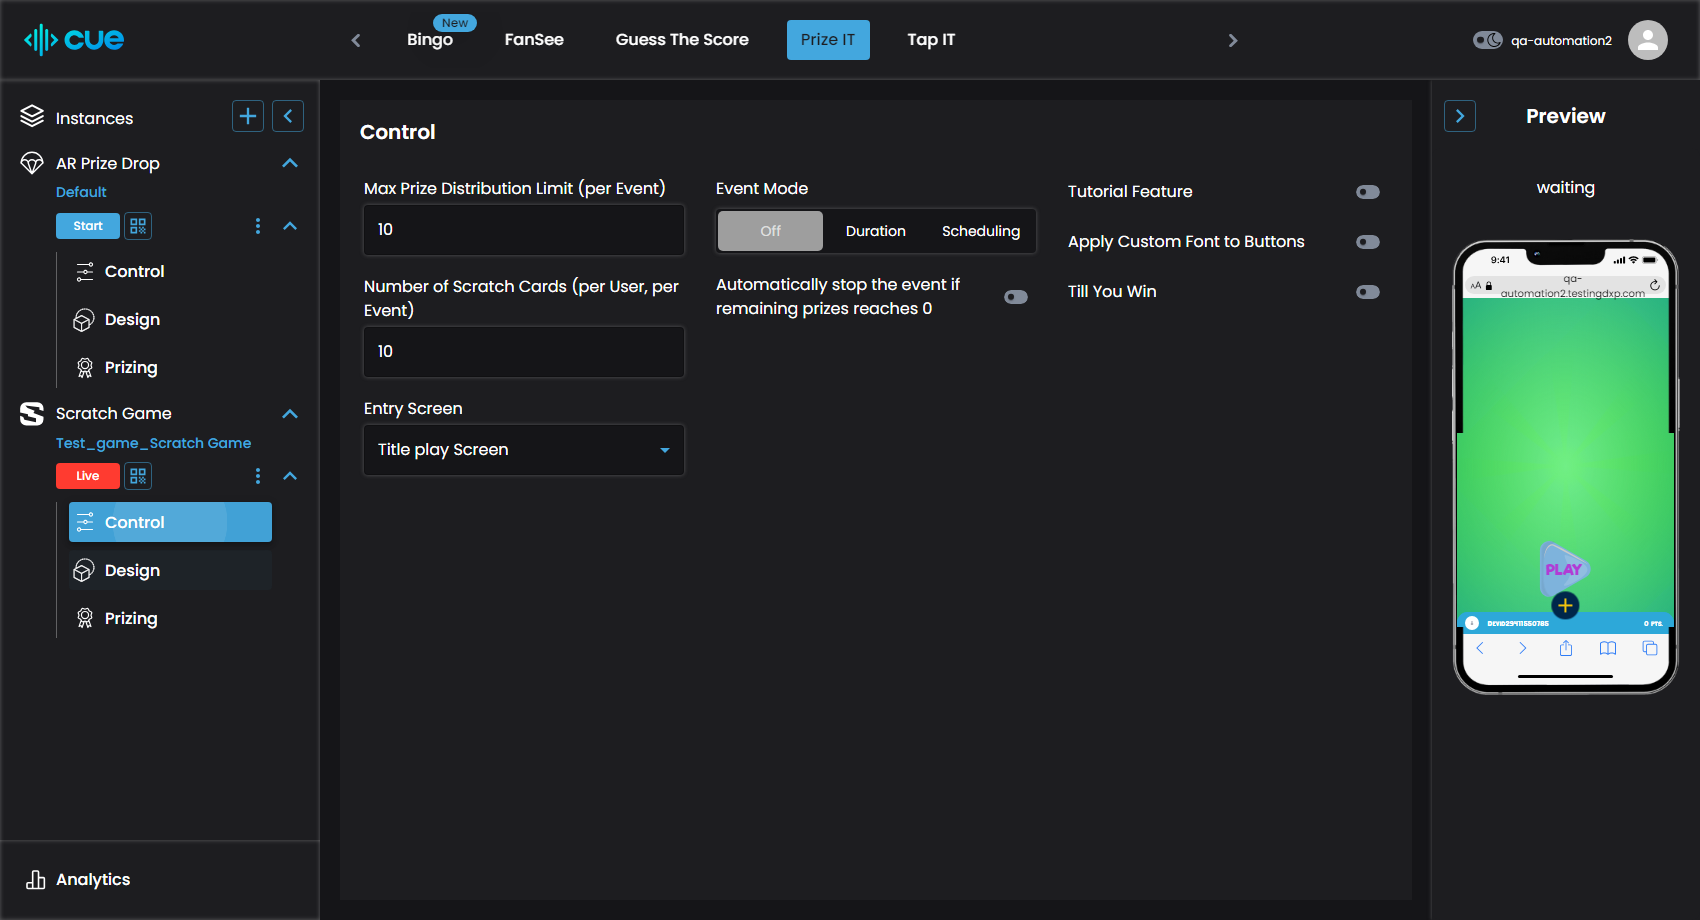 cue
New
Bingo
FanSee
Guess The Score
Prize IT
Tap IT
qa-automation2
Instances
AR Prize Drop
Default
Start
Control
Design
Prizing
Scratch Game
Test_game_Scratch Game
Live
Control
Design
Prizing
Analytics
Control
Max Prize Distribution Limit (per Event)
10
Number of Scratch Cards (per User, per
Event)
10
Entry Screen
Title play Screen
Event Mode
Off
Duration
Scheduling
Automatically stop the event if
remaining prizes reaches 0
Tutorial Feature
Apply Custom Font to Buttons
Till You Win
Preview
waiting
9:41
AA
qa-
automation2.testingdxp.com
PLAY
0 PTS.